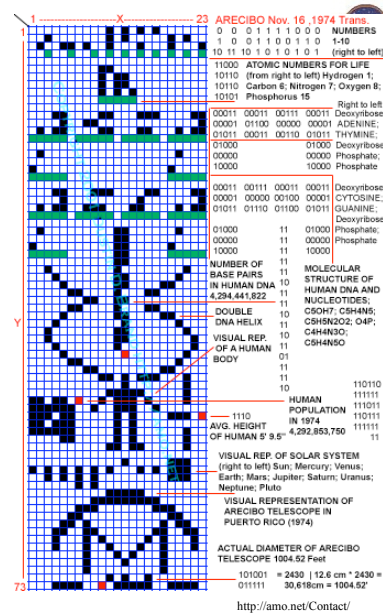 1 X 23 ARECIBO Nov. 16 ,1974 Trans.
1
0 0 0 1 1 1 1 0 0 0 NUMBERS
0 1 1 0 0 1 1 0 1 0 0 1-10
10 11 10 1 0 1 0 1 0 1 (right to left)
11000 ATOMIC NUMBERS FOR LIFE
10110 (from right to left) Hydrogen 1;
10110 Carbon 6; Nitrogen 7; Oxygen 8;
10101 Phosphorus 15
Right to left
00011 00011 00011 00011 Deoxyribose
00001 01100 00000 00001 ADENINE;
01011 00011 00110 01011 THYMINE;
01000 01000 Deoxyribose
00000 00000 Phosphate;
10000 10000 Phosphate
00011 00111 00011 00011 Deoxyribose
00001 00000 00100 00001 CYTOSINE;
01011 01110 01100 01011 GUANINE;
Deoxyribose
01000 11 01000 Phosphate;
00000 11 00000 Phosphate
10000 11 10000
NUMBER OF
BASE PAIRS
IN HUMAN DNA
4,294,441,822
MOLECULAR
STRUCTURE OF
HUMAN DNA AND
NUCLEOTIDES;
C5OH7; C5H4N5;
C5H5N2O2; O4P;
C4H4N3O;
C5H4N5O
DOUBLE
DNA HELIX
VISUAL REP.
OF A HUMAN
BODY
Y
HUMAN
POPULATION
IN 1974
4,292,853,750
110110
111111
111011
110111
111111
11
1110
AVG. HEIGHT
OF HUMAN 5' 9.5"
VISUAL REP. OF SOLAR SYSTEM
(right to left) Sun; Mercury; Venus;
Earth; Mars; Jupiter; Saturn; Uranus;
Neptune; Pluto
VISUAL REPRESENTATION OF
ARECIBO TELESCOPE IN
PUERTO RICO (1974)
ACTUAL DIAMETER OF ARECIBO
TELESCOPE 1004.52 Feet
101001 = 2430 | 12.6 cm * 2430 =
73 011111 30,618cm = 1004.52'
http://amo.net/Contact/